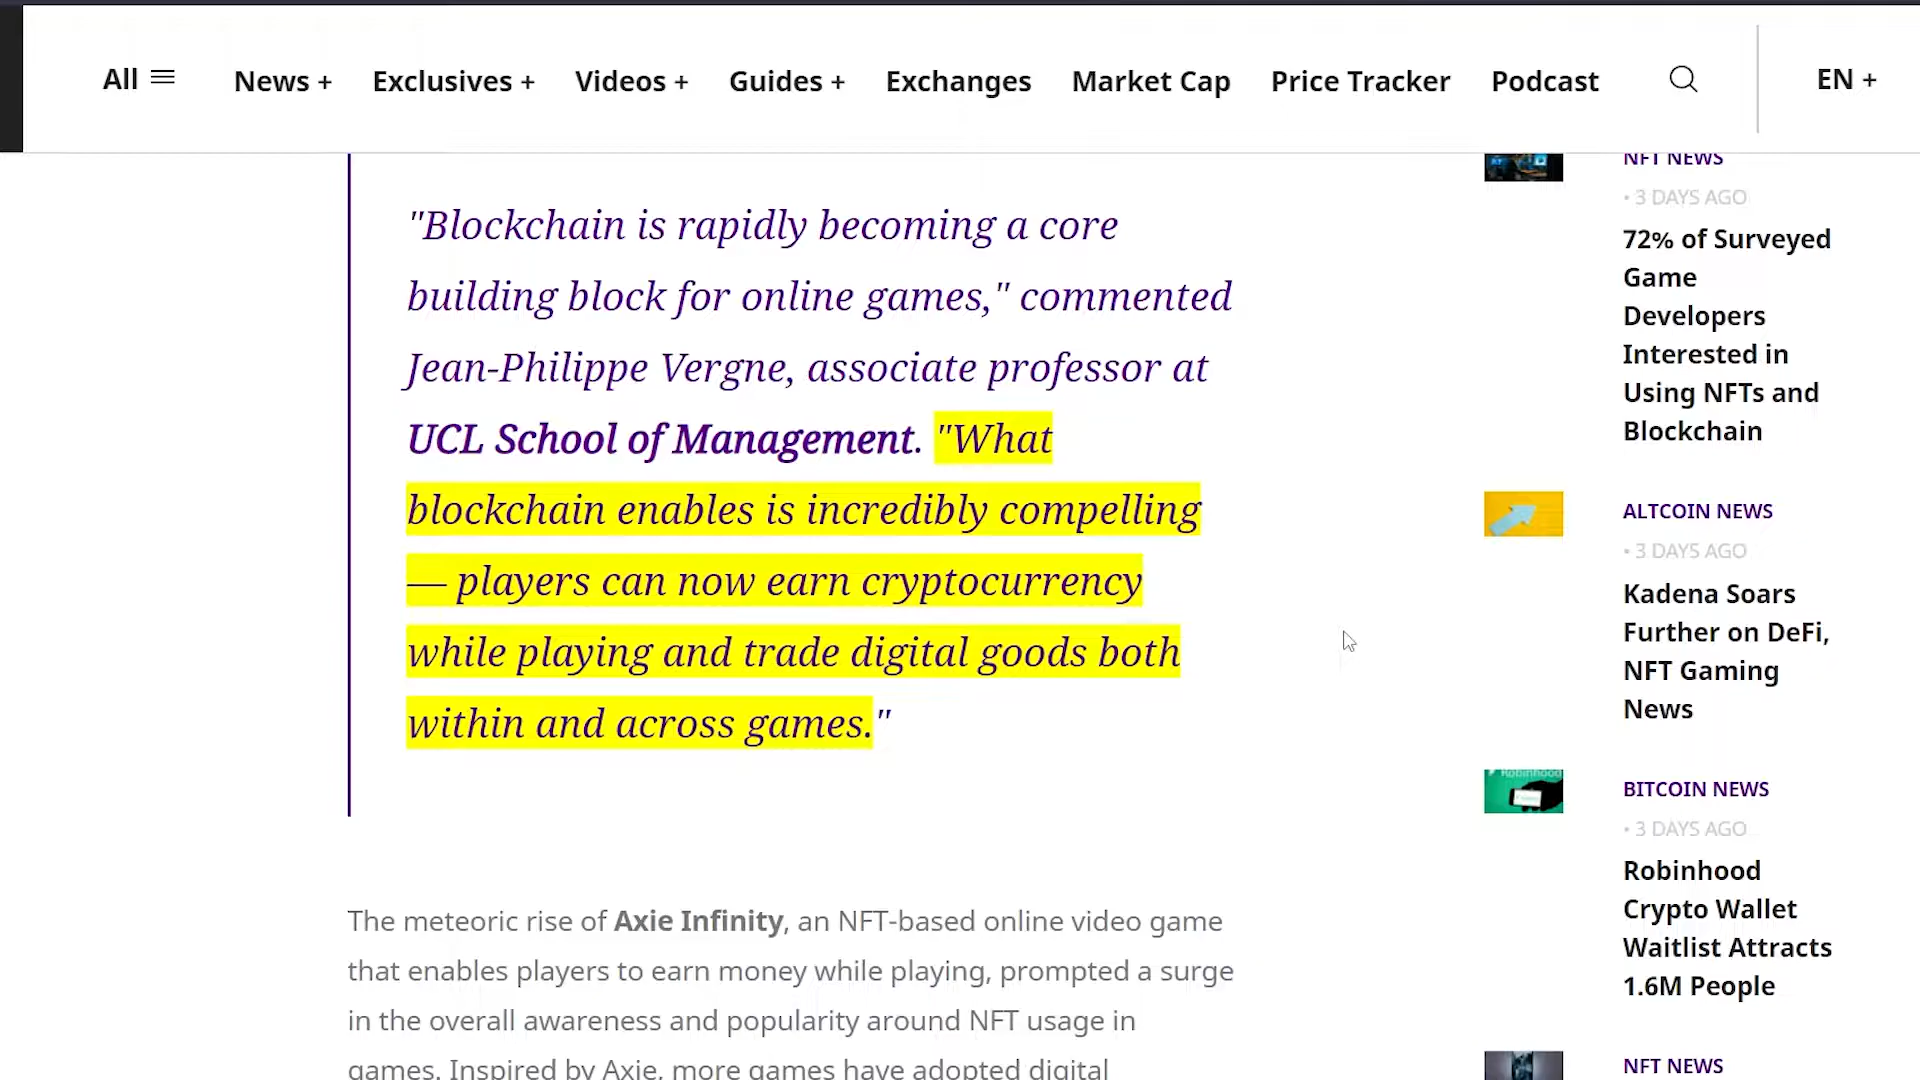 All
News +
Exclusives +
Videos +
Guides +
Exchanges
Market Cap
Price Tracker
Podcast
EN +
"Blockchain is rapidly becoming a core
building block for online games," commented
Jean-Philippe Vergne, associate professor at
UCL School of Management. "What
blockchain enables is incredibly compelling
— players can now earn cryptocurrency
while playing and trade digital goods both
within and across games."
The meteoric rise of Axie Infinity, an NFT-based online video game
that enables players to earn money while playing, prompted a surge
in the overall awareness and popularity around NFT usage in
games. Inspired by Axie, more games have adopted digital
NFT NEWS
• 3 DAYS AGO
72% of Surveyed
Game
Developers
Interested in
Using NFTs and
Blockchain
ALTCOIN NEWS
• 3 DAYS AGO
Kadena Soars
Further on DeFi,
NFT Gaming
News
Robinhood
BITCOIN NEWS
• 3 DAYS AGO
Robinhood
Crypto Wallet
Waitlist Attracts
1.6M People
NFT NEWS